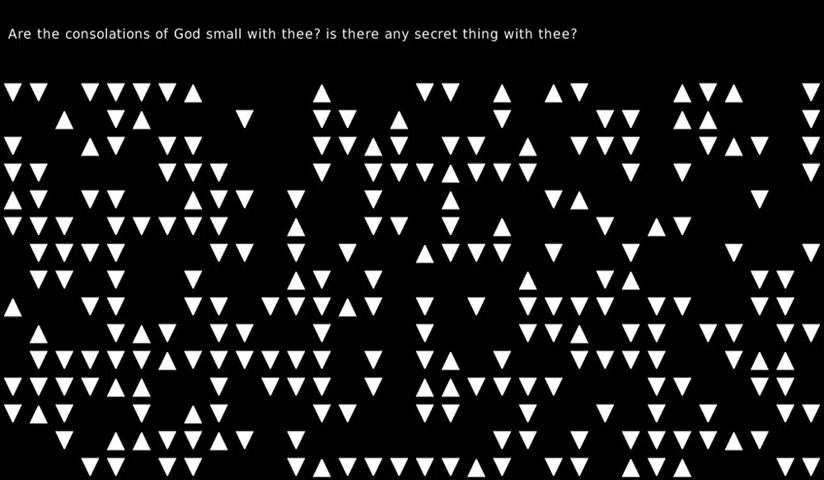 Are the consolations of God small with thee? is there any secret thing with thee?